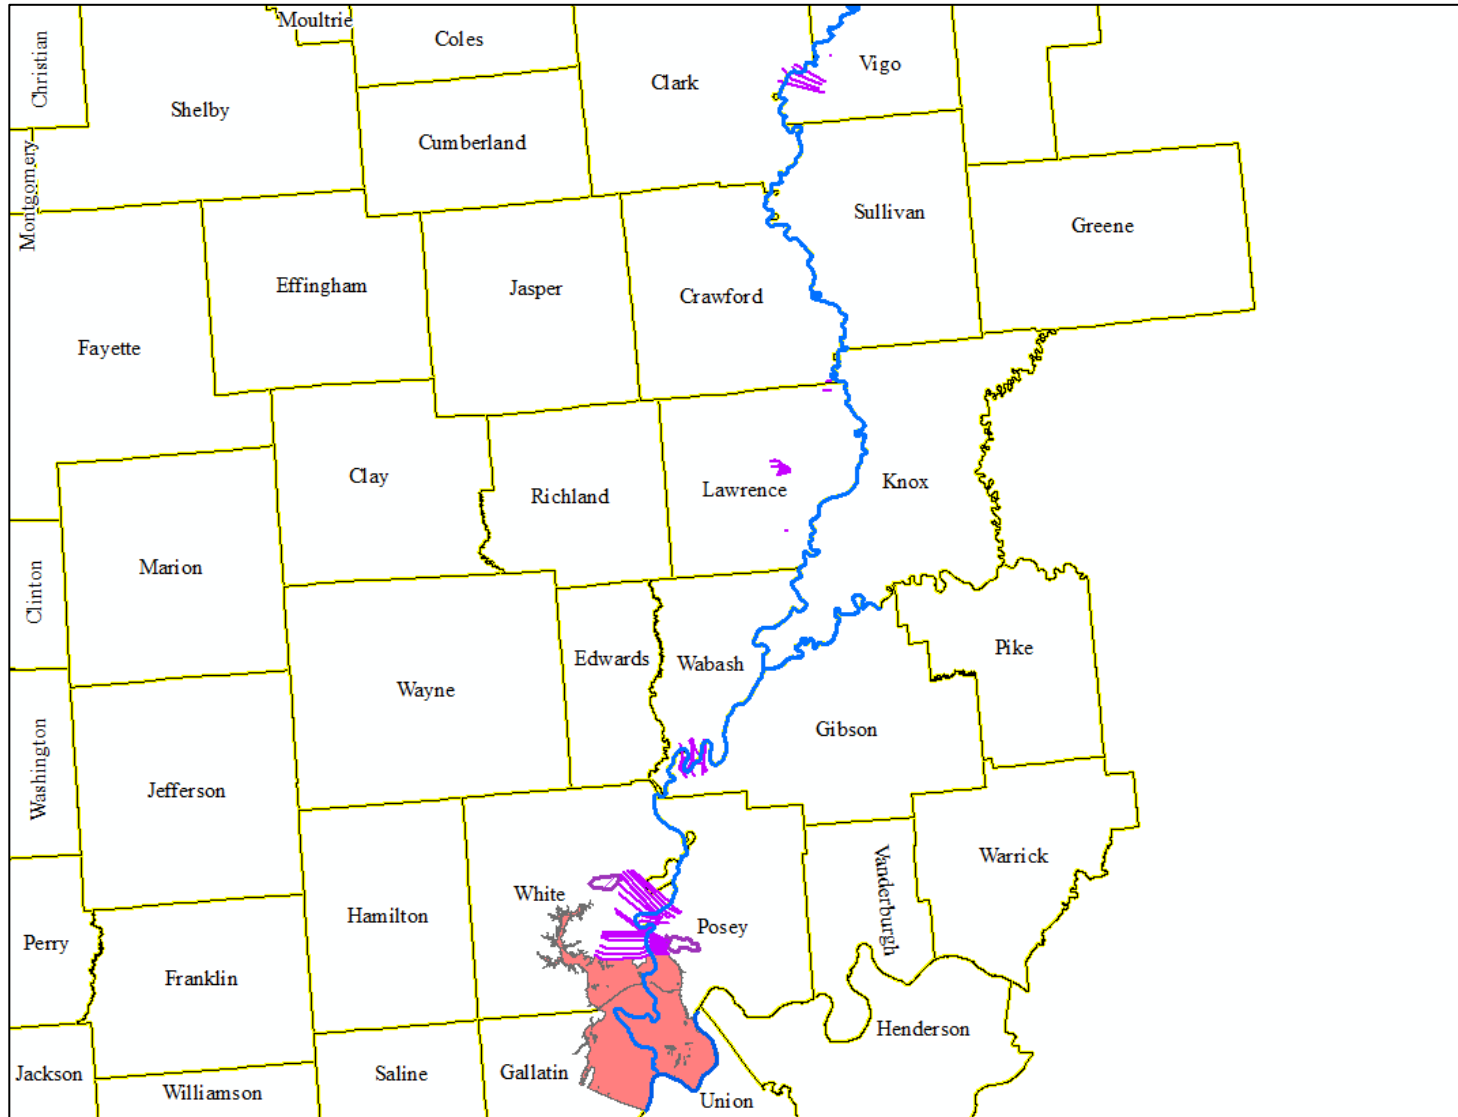 Moultrie
Coles
Christian
Vigo
Clark
Shelby
Cumberland
Montgomery
Sullivan
Greene
Effingham
Jasper
Crawford
Fayette
Clay
Richland
Lawrence
Knox
Marion
Clinton
Edwards
Wabash
Pike
Wayne
Gibson
Washington
Jefferson
Warrick
Vanderburgh
White
Hamilton
Posey
Perry
Franklin
Henderson
Jackson
Saline
Gallatin
Williamson
Union